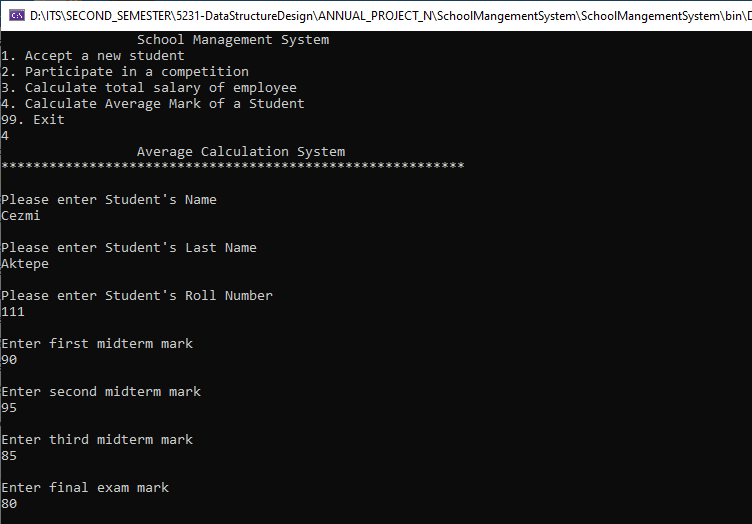 D:\ITS\SECOND_SEMESTER\5231-DataStructureDesign\ANNUAL_PROJECT_N\SchoolMangementSystem\SchoolMangementSystem\bin\D
School Management System
1. Accept a new student
2. Participate in a competition
3. Calculate total salary of employee
4. Calculate Average Mark of a Student
99. Exit
4
Average Calculation System
**********************************************************
Please enter Student's Name
Cezmi
Please enter Student's Last Name
Aktepe
Please enter Student's Roll Number
111
Enter first midterm mark
90
Enter second midterm mark
95
Enter third midterm mark
85
Enter final exam mark
80